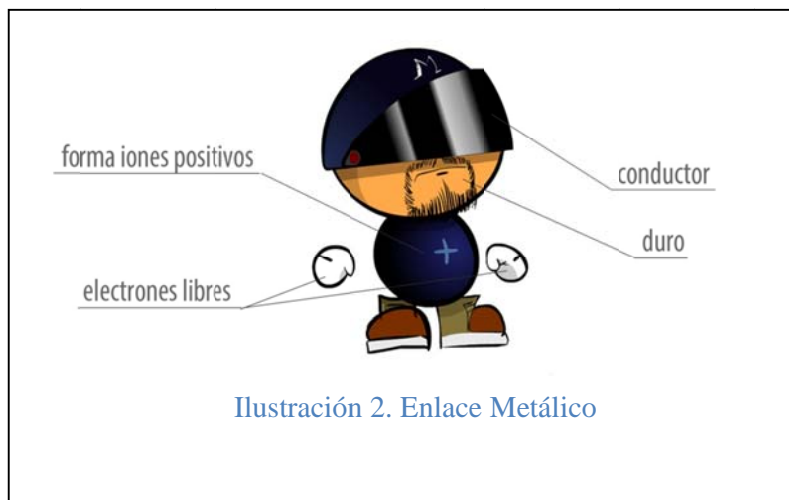 M
forma iones positivos
conductor
duro
+
electrones libres
Ilustración 2. Enlace Metálico